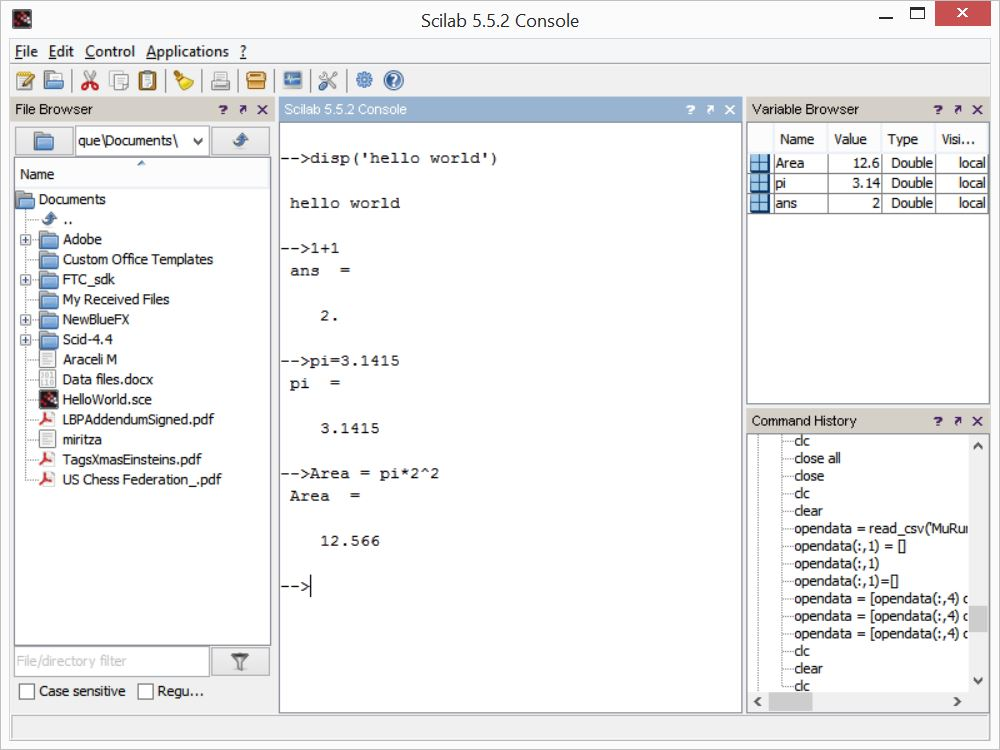 Scilab 5.5.2 Console
File Edit Control Applications ?
File Browser ? 
que\Documents\
Name
Documents
..
Adobe
Custom Office Templates
FTC_sdk
My Received Files
NewBlueFX
Scid-4.4
Araceli M
Data files.docx
HelloWorld.sce
LBPAddendumSigned.pdf
miritza
TagsXmasEinsteins.pdf
US Chess Federation_.pdf
File/directory filter
Case sensitive Regu...
Scilab 5.5.2 Console ?
-->disp('hello world')
hello world
-->1+1
ans =
2.
-->pi=3.1415
pi =
3.1415
-->Area = pi*2^2
Area =
12.566
-->
Variable Browser ?
Name Value Type Visi...
Area 12.6 Double local
pi 3.14 Double local
ans 2 Double local
Command History ?
clc
close all
close
clc
clear
opendata = read_csv('MuRu
opendata(:,1) = []
opendata(:,1)
opendata(:,1)=[]
opendata = [opendata(:,4) c
opendata = [opendata(:,4) c
opendata = [opendata(:,4) c
clc
clear
clc